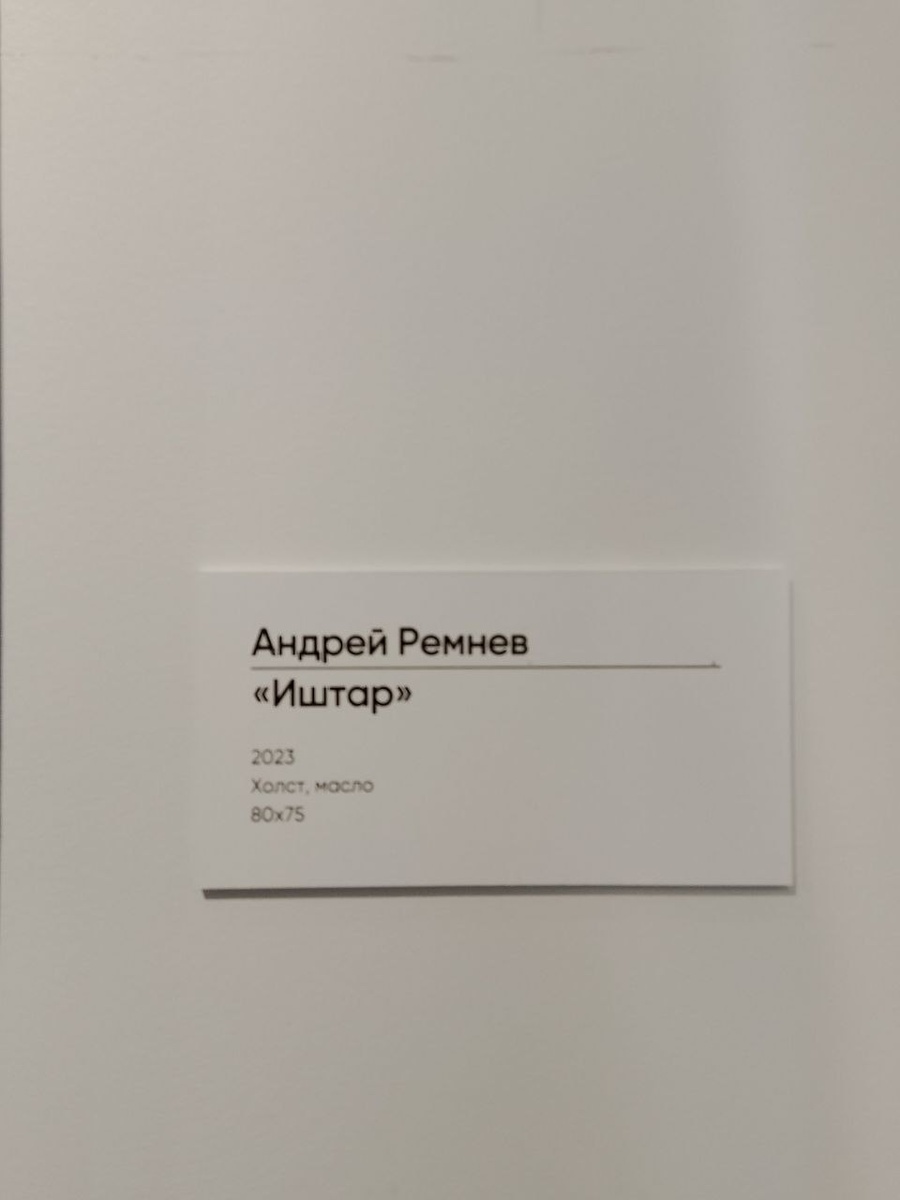 Андрей Ремнев
«Иштар»
2023
Холст, масло
80x75